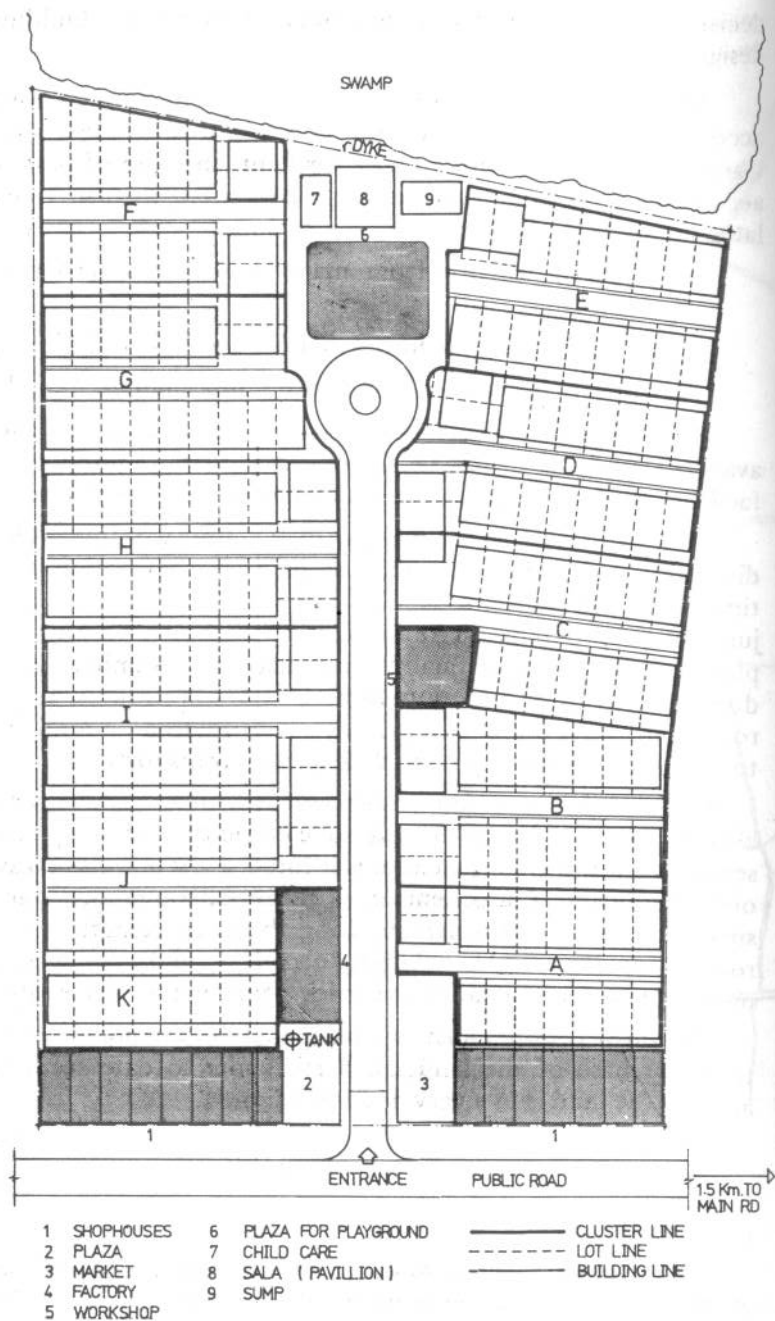 SWAMP
DYKE
7 8 9
6
F
E
G
D
H
C
5
I
B
J
4
A
K
TANK
2 3
1 1
ENTRANCE PUBLIC ROAD
1.5 Km.TO
MAIN RD
1 SHOPHOUSES
2 PLAZA
3 MARKET
4 FACTORY
5 WORKSHOP
6 PLAZA FOR PLAYGROUND
7 CHILD CARE
8 SALA ( PAVILLION )
9 SUMP
CLUSTER LINE
LOT LINE
BUILDING LINE